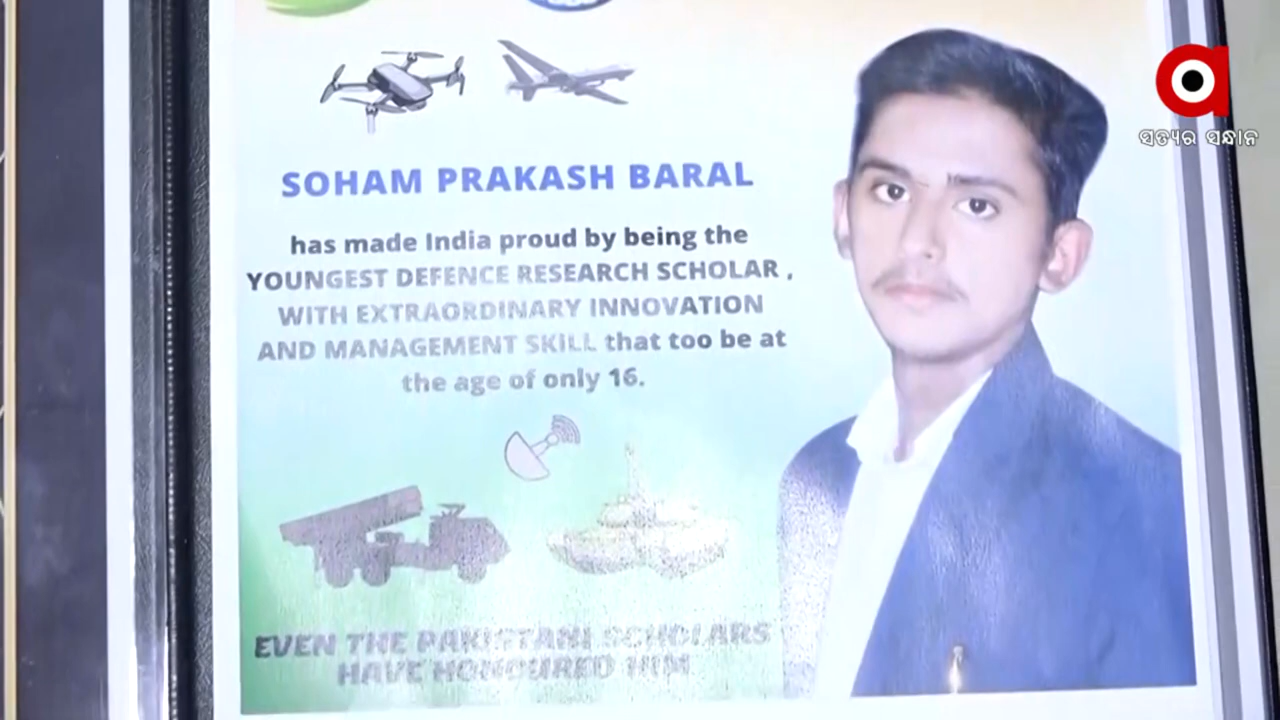 SOHAM PRAKASH BARAL
has made India proud by being the
YOUNGEST DEFENCE RESEARCH SCHOLAR ,
WITH EXTRAORDINARY INNOVATION
AND MANAGEMENT SKILL that too be at
the age of only 16.
EVEN THE PAKISTANI SCHOLARS
HAVE HONOURED HIM
ସତ୍ୟର ସନ୍ଧାନ